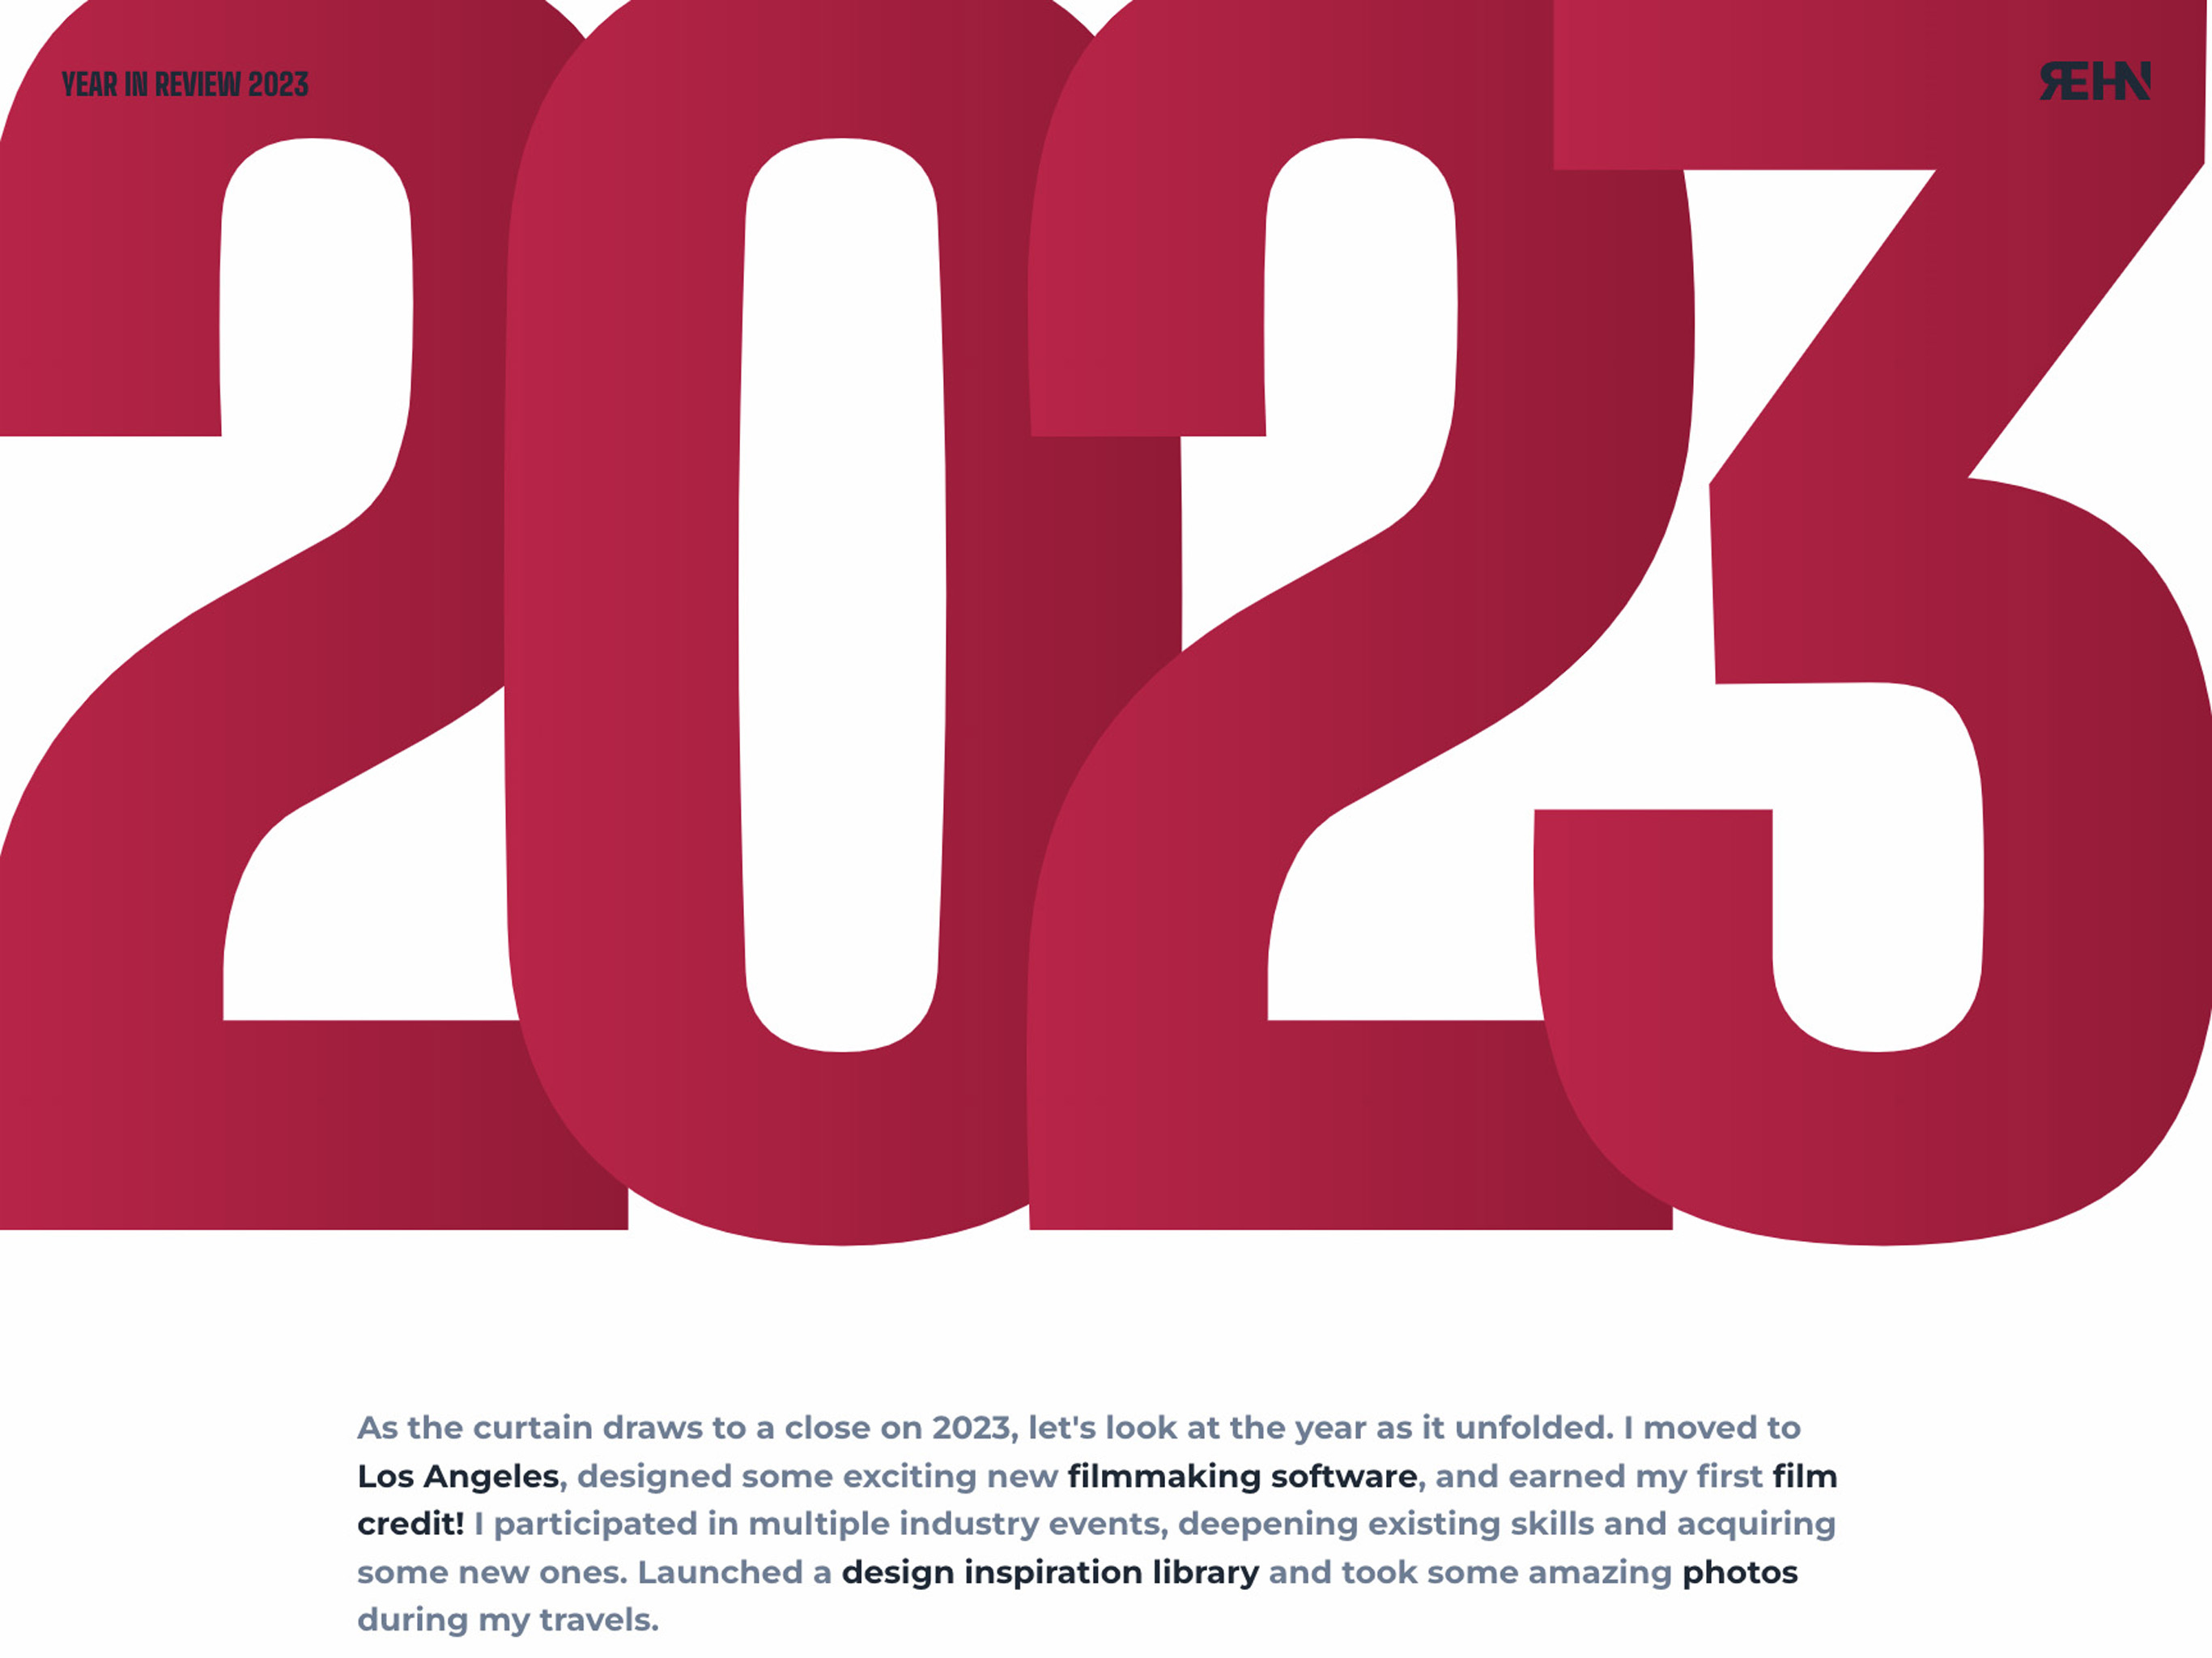 YEAR IN REVIEW 2023
REHN
2023
As the curtain draws to a close on 2023, let's look at the year as it unfolded. I moved to
Los Angeles, designed some exciting new filmmaking software, and earned my first film
credit! I participated in multiple industry events, deepening existing skills and acquiring
some new ones. Launched a design inspiration library and took some amazing photos
during my travels.